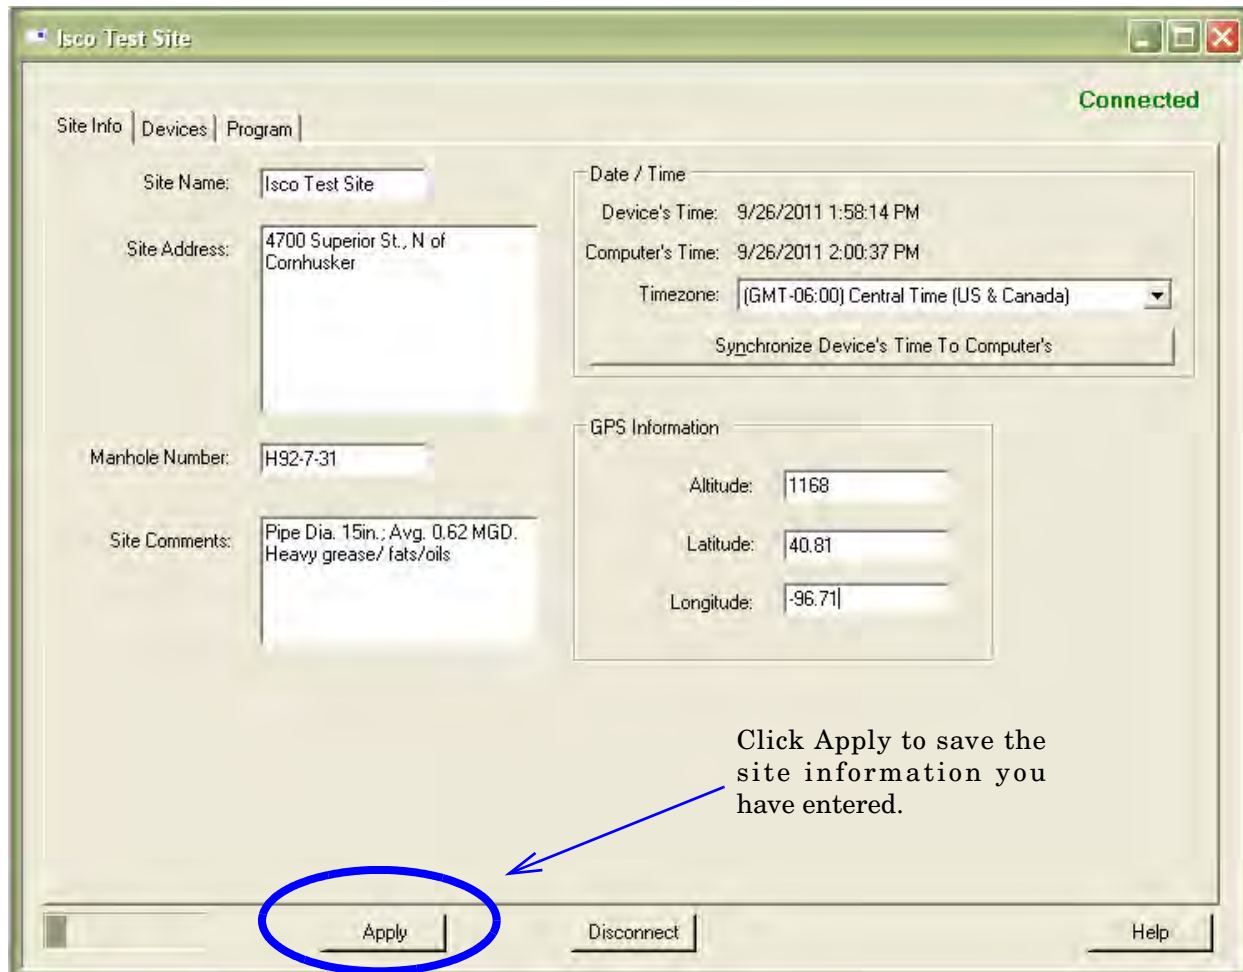 Isco Test Site
Connected
Site Info
Devices
Program
Site Name:
Isco Test Site
Site Address:
4700 Superior St., N of
Cornhusker
Manhole Number:
H92-7-31
Site Comments:
Pipe Dia. 15in.; Avg. 0.62 MGD.
Heavy grease/ fats/oils
Date / Time
Device's Time: 9/26/2011 1:58:14 PM
Computer's Time: 9/26/2011 2:00:37 PM
Timezone: (GMT-06:00) Central Time (US & Canada)
Synchronize Device's Time To Computer's
GPS Information
Altitude: 1168
Latitude: 40.81
Longitude: -96.71
Click Apply to save the
site information you
have entered.
Apply
Disconnect
Help